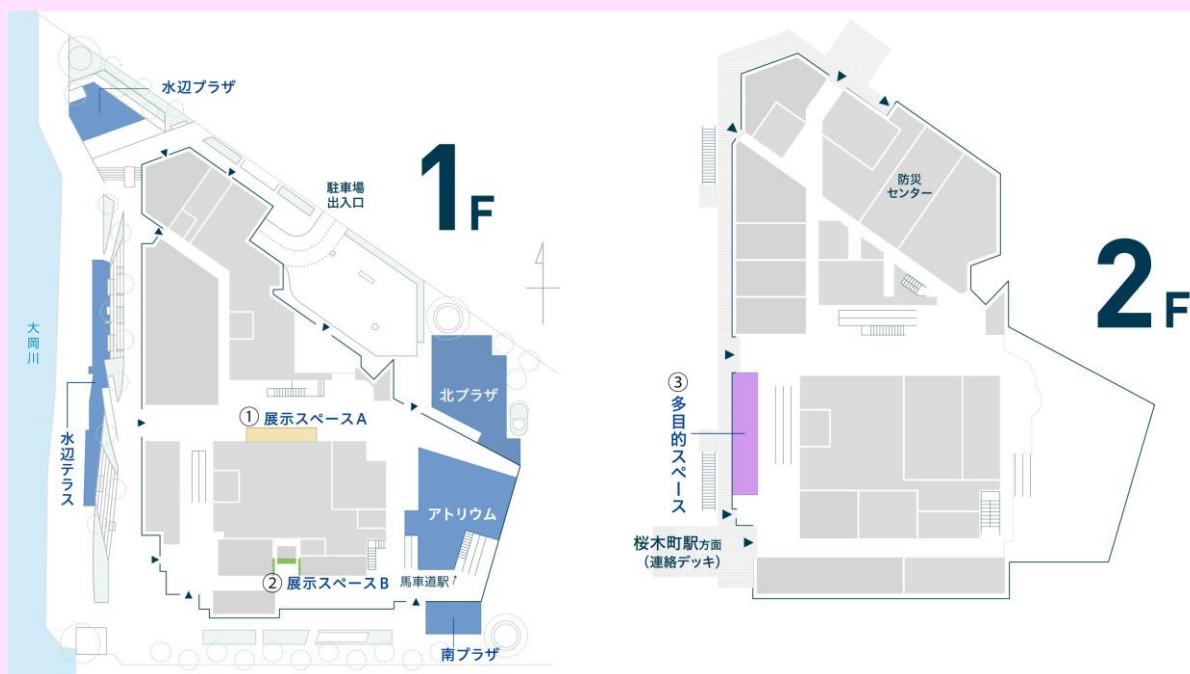 水辺プラザ
1F
駐車場
出入口
大岡川
北プラザ
① 展示スペースA
水辺テラス
アトリウム
② 展示スペースB
馬車道駅
南プラザ
2F
防災
センター
③多目的スペース
桜木町駅方面
(連絡デッキ)